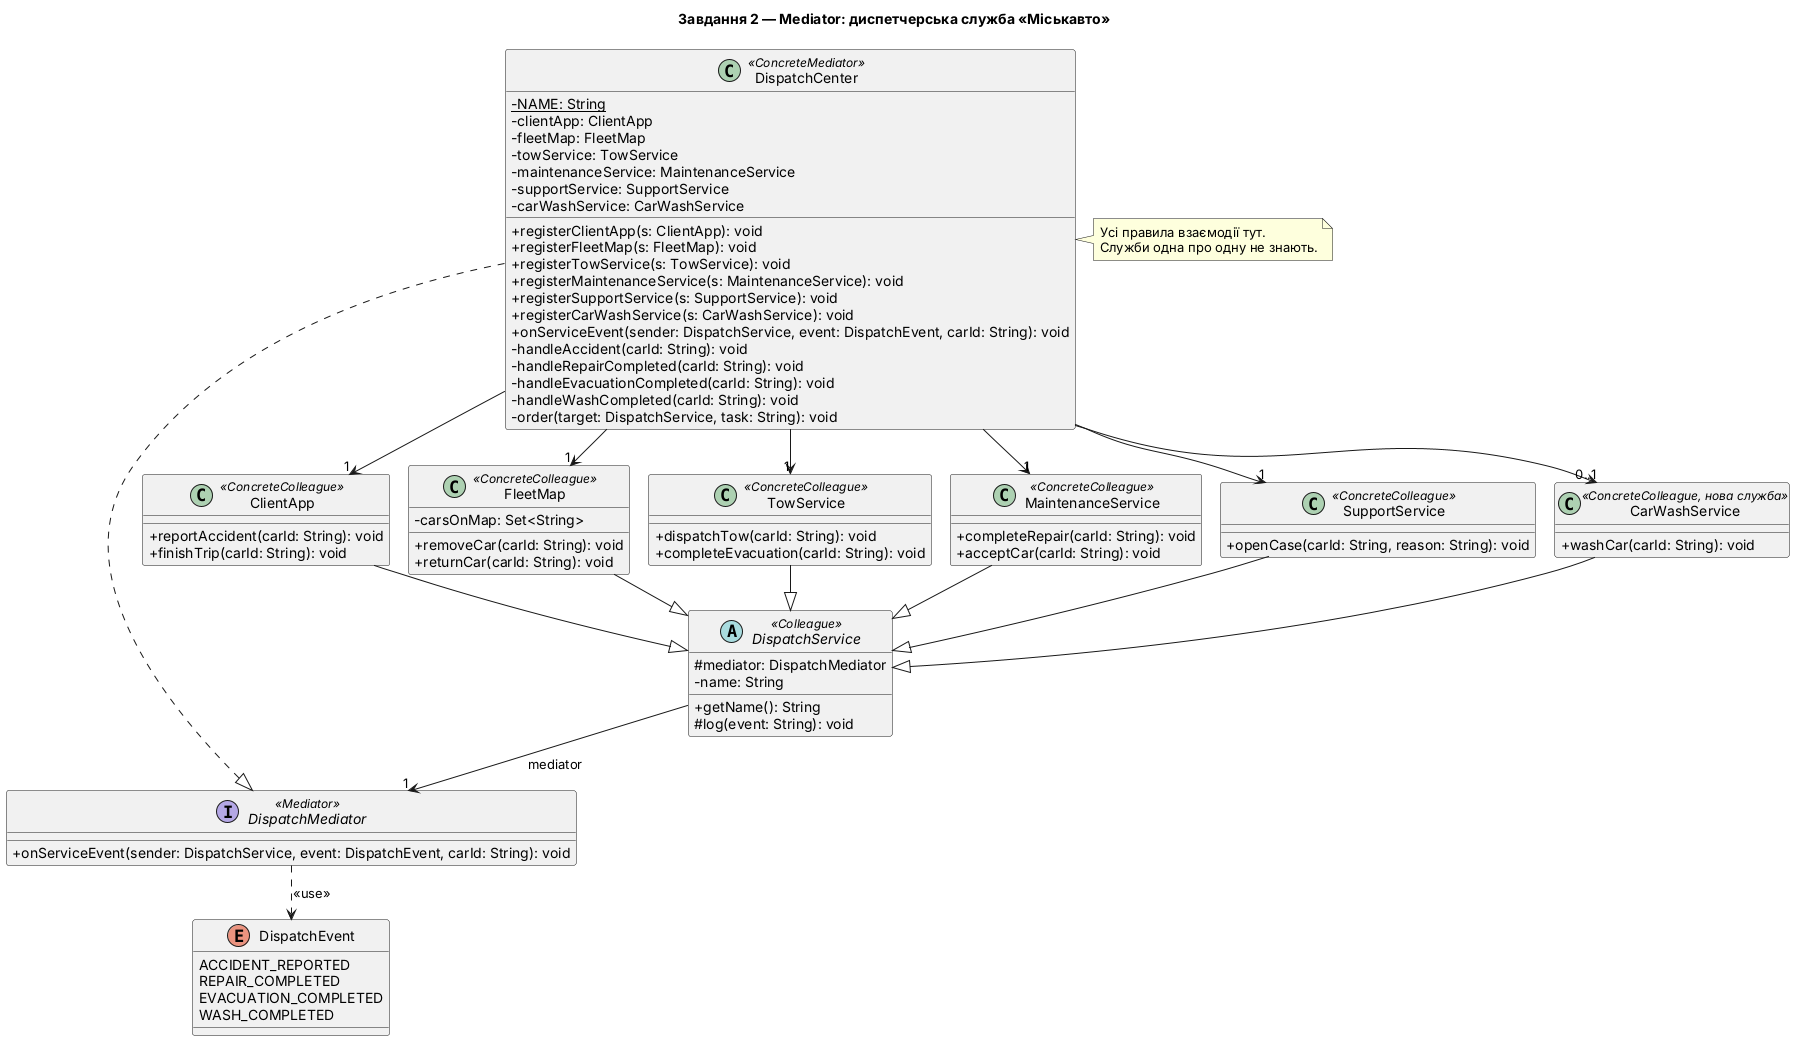 Завдання 2 — Mediator: диспетчерська служба «Міськавто»
C
«ConcreteMediator»
DispatchCenter
-NAME: String
-clientApp: ClientApp
-fleetMap: FleetMap
-towService: TowService
-maintenanceService: MaintenanceService
-supportService: SupportService
-carWashService: CarWashService
+registerClientApp(s: ClientApp): void
+registerFleetMap(s: FleetMap): void
+registerTowService(s: TowService): void
+registerMaintenanceService(s: MaintenanceService): void
+registerSupportService(s: SupportService): void
+registerCarWashService(s: CarWashService): void
+onServiceEvent(sender: DispatchService, event: DispatchEvent, carId: String): void
-handleAccident(carId: String): void
-handleRepairCompleted(carId: String): void
-handleEvacuationCompleted(carId: String): void
-handleWashCompleted(carId: String): void
-order(target: DispatchService, task: String): void
Усі правила взаємодії тут.
Служби одна про одну не знають.
1
1
1
1
1
0..1
C
«ConcreteColleague»
ClientApp
+reportAccident(carId: String): void
+finishTrip(carId: String): void
C
«ConcreteColleague»
FleetMap
-carsOnMap: Set<String>
+removeCar(carId: String): void
+returnCar(carId: String): void
C
«ConcreteColleague»
TowService
+dispatchTow(carId: String): void
+completeEvacuation(carId: String): void
C
«ConcreteColleague»
MaintenanceService
+completeRepair(carId: String): void
+acceptCar(carId: String): void
C
«ConcreteColleague»
SupportService
+openCase(carId: String, reason: String): void
C
«ConcreteColleague, нова служба»
CarWashService
+washCar(carId: String): void
A
«Colleague»
DispatchService
#mediator: DispatchMediator
-name: String
+getName(): String
#log(event: String): void
mediator
1
I
«Mediator»
DispatchMediator
+onServiceEvent(sender: DispatchService, event: DispatchEvent, carId: String): void
«use»
E
DispatchEvent
ACCIDENT_REPORTED
REPAIR_COMPLETED
EVACUATION_COMPLETED
WASH_COMPLETED